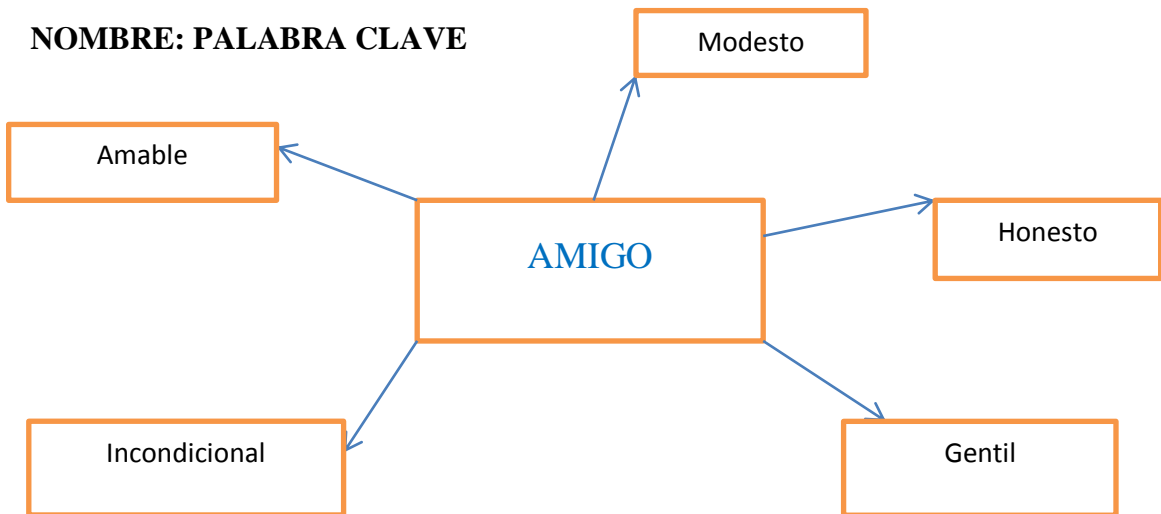 NOMBRE: PALABRA CLAVE
Modesto
Amable
Honesto
AMIGO
Incondicional
Gentil